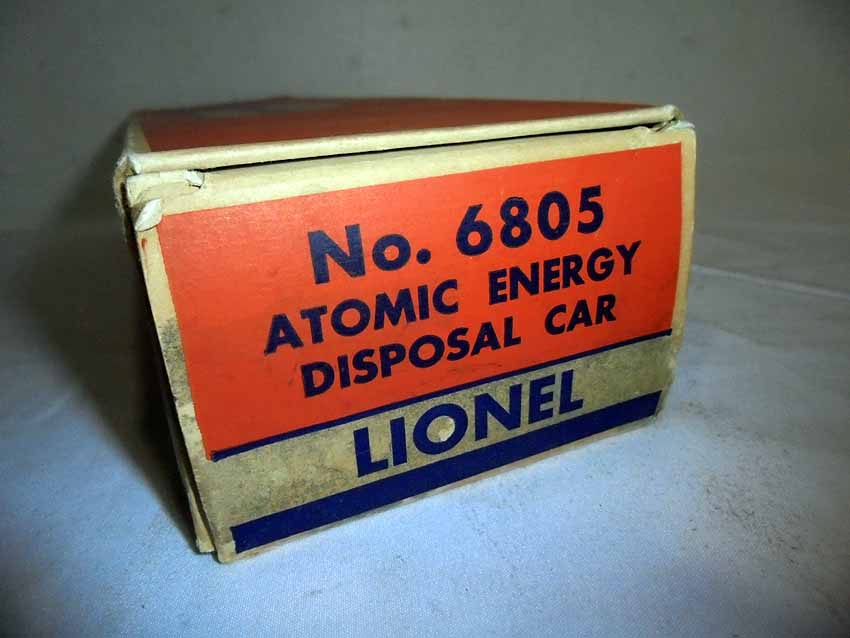 No. 6805
ATOMIC ENERGY
DISPOSAL CAR
LIONEL